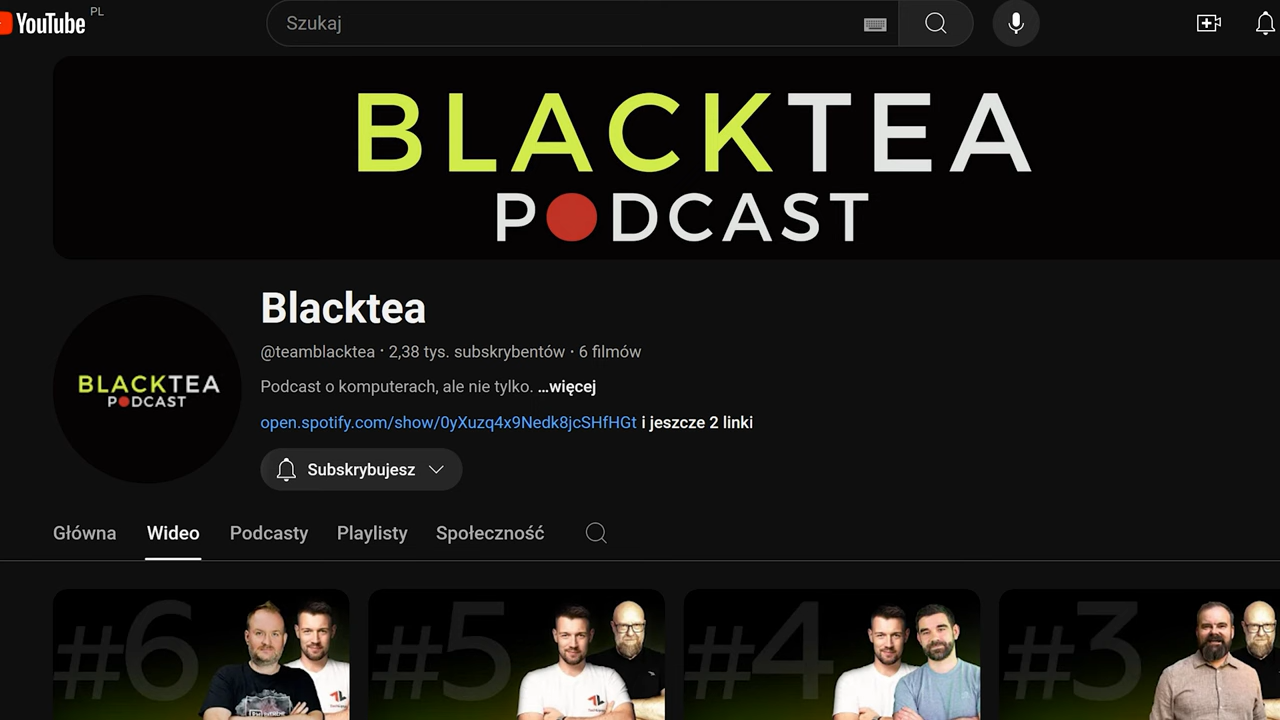 YouTube PL
Szukaj
BLACKTEA
PODCAST
BLACKTEA
PODCAST
Blacktea
@teamblacktea · 2,38 tys. subskrybentów · 6 filmów
Podcast o komputerach, ale nie tylko. ...więcej
open.spotify.com/show/0yXuzq4x9Nedk8jcSHfHGt i jeszcze 2 linki
Subskrybujesz
Główna Wideo Podcasty Playlisty Społeczność
#6 #5 #4 #3